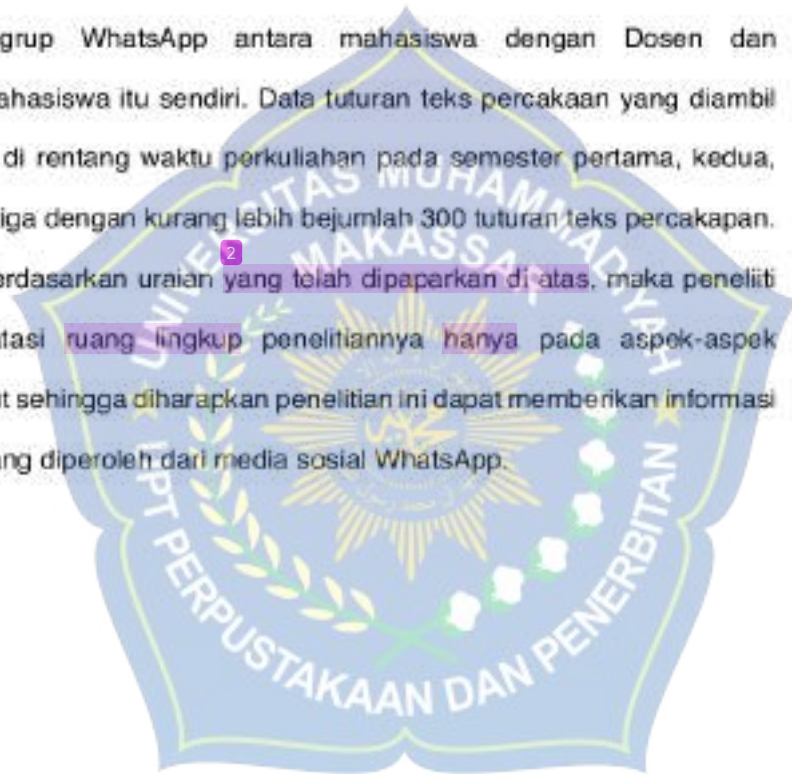 grup WhatsApp antara mahasiswa dengan Dosen dan
ahasiswa itu sendiri. Data tuturan teks percakaan yang diambil
di rentang waktu perkuliahan pada semester pertama, kedua,
iga dengan kurang lebih bejumlah 300 tuturan teks percakapan.
2
erdasarkan uraian yang telah dipaparkan di atas, maka peneliiti
tasi ruang lingkup penelitiannya hanya pada aspek-aspek
t sehingga diharapkan penelitian ini dapat memberikan informasi
ang diperoleh dari media sosial WhatsApp.
UNIVERSITAS MUHAMMADIYAH
MAKASSAR
UPT PERPUSTAKAAN DAN PENERBITAN